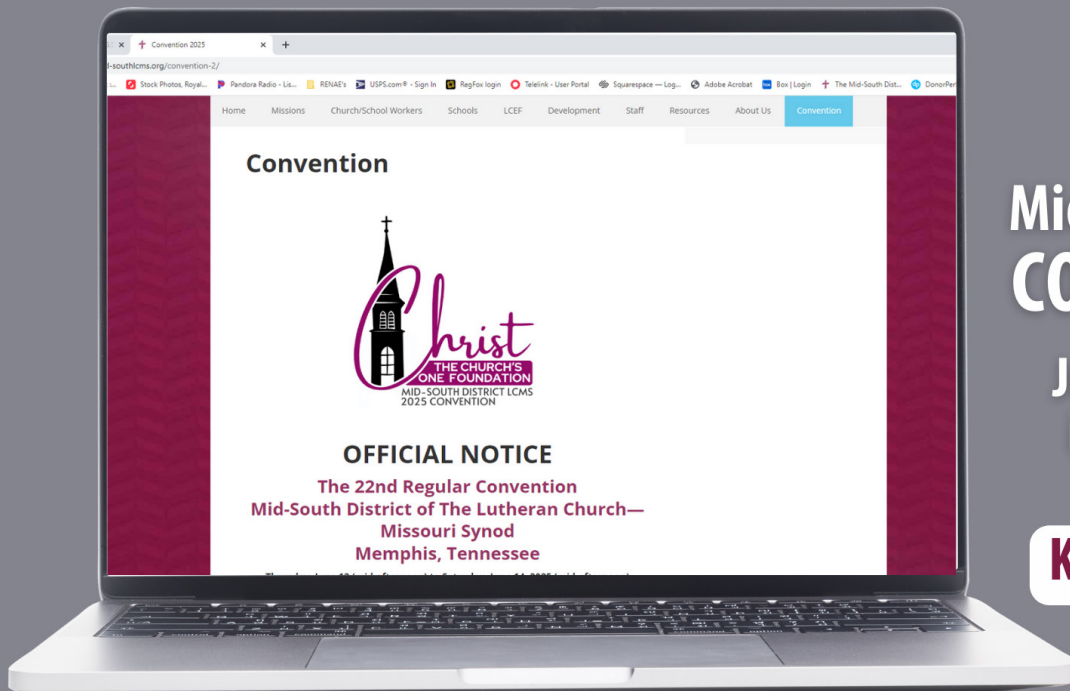 Convention 2025
l-southlcms.org/convention-2/
Stock Photos, Royal... Pandora Radio - Lis... RENAE's USPS.com® - Sign In RegFox login Telelink - User Portal Squarespace — Log... Adobe Acrobat Box | Login The Mid-South Dist... DonorPer
Home Missions Church/School Workers Schools LCEF Development Staff Resources About Us Convention
Convention
Christ
THE CHURCH'S
ONE FOUNDATION
MID-SOUTH DISTRICT LCMS
2025 CONVENTION
OFFICIAL NOTICE
The 22nd Regular Convention
Mid-South District of The Lutheran Church—
Missouri Synod
Memphis, Tennessee
Mi
CO
J
K